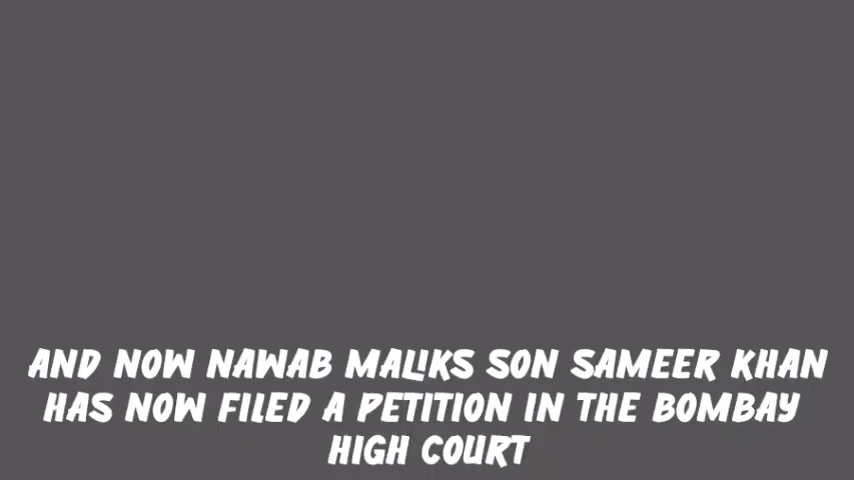 AND NOW NAWAB MALIKS SON SAMEER KHAN
HAS NOW FILED A PETITION IN THE BOMBAY
HIGH COURT